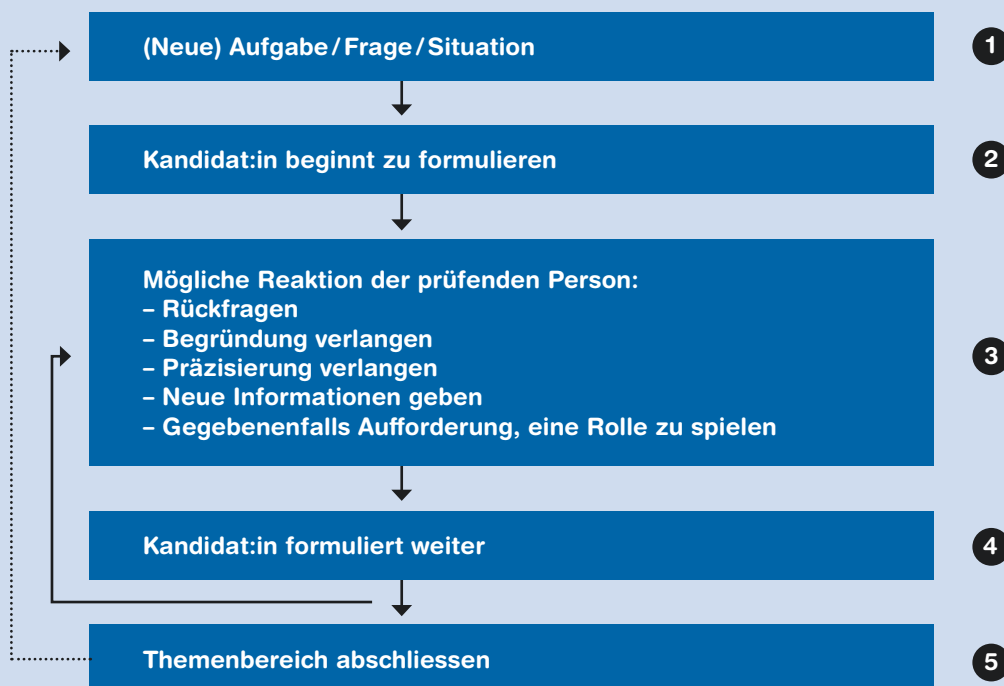 (Neue) Aufgabe/Frage/Situation
1
Kandidat:in beginnt zu formulieren
2
Mögliche Reaktion der prüfenden Person:
– Rückfragen
– Begründung verlangen
– Präzisierung verlangen
– Neue Informationen geben
– Gegebenenfalls Aufforderung, eine Rolle zu spielen
3
Kandidat:in formuliert weiter
4
Themenbereich abschliessen
5